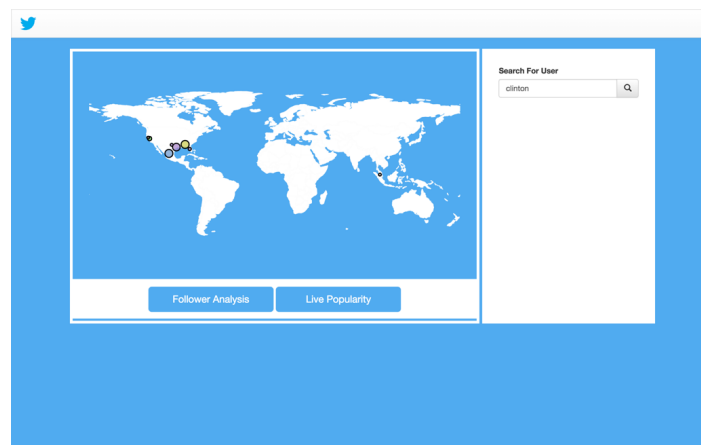 Search For User
clinton
Follower Analysis
Live Popularity